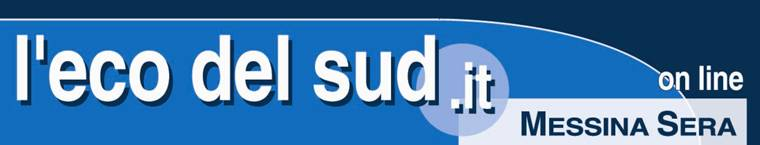 l'eco del sud.it
on line
MESSINA SERA